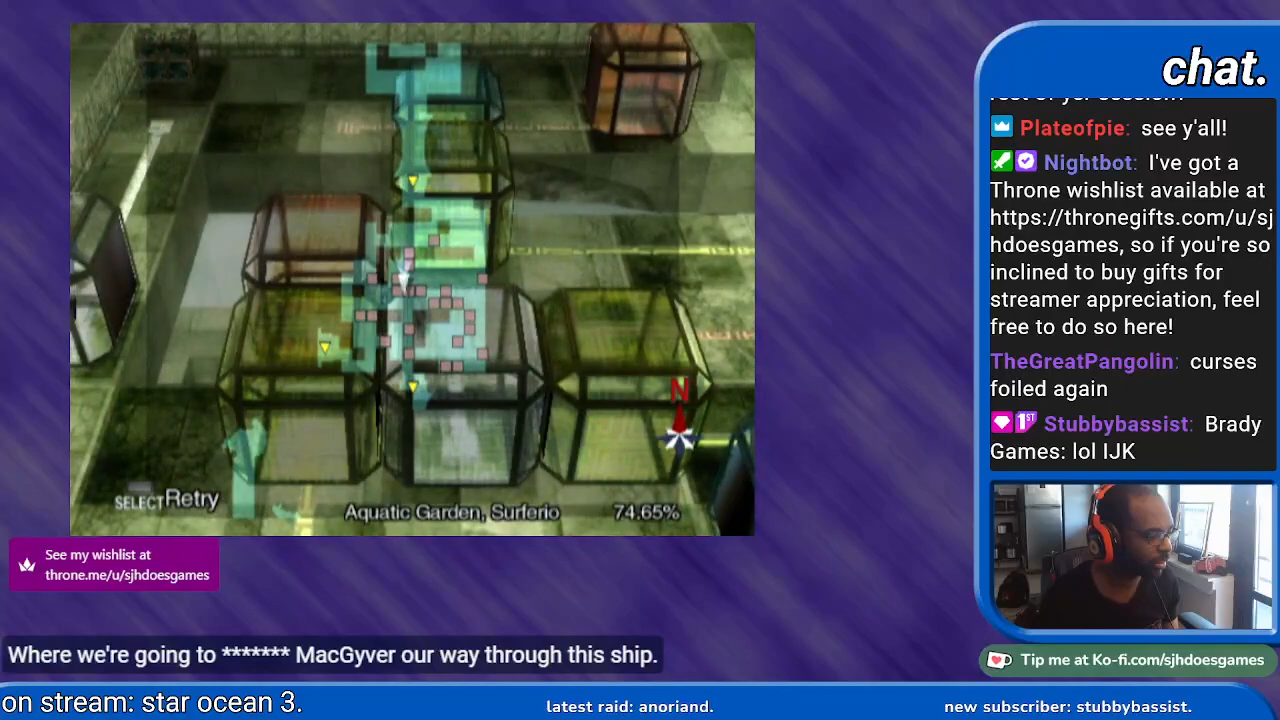 chat.
Plateofpie: see y'all!
Nightbot: I've got a
Throne wishlist available at
https://thronegifts.com/u/sj
hdoesgames, so if you're so
inclined to buy gifts for
streamer appreciation, feel
free to do so here!
TheGreatPangolin: curses
foiled again
1ST Stubbybassist: Brady
Games: lol IJK
N
SELECT Retry
Aquatic Garden, Surferio
74.65%
See my wishlist at
throne.me/u/sjhdoesgames
Where we're going to ******* MacGyver our way through this ship.
Tip me at Ko-fi.com/sjhdoesgames
on stream: star ocean 3.
latest raid: anoriand.
new subscriber: stubbybassist.